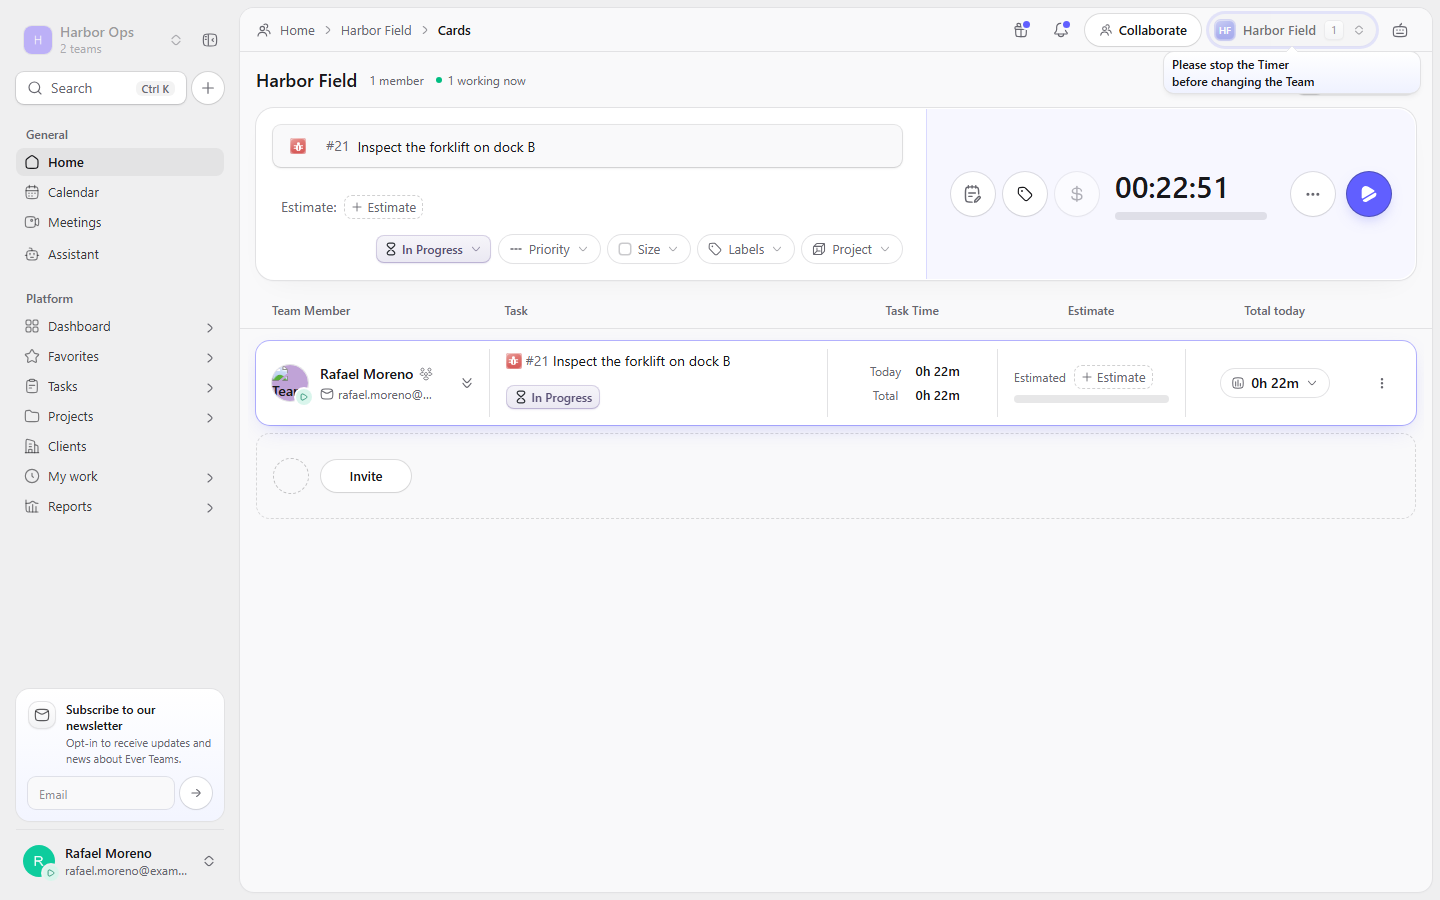 H
Harbor Ops
2 teams
Search
Ctrl K
General
Home
Calendar
Meetings
Assistant
Platform
Dashboard
Favorites
Tasks
Projects
Clients
My work
Reports
Subscribe to our
newsletter
Opt-in to receive updates and
news about Ever Teams.
Email
R
Rafael Moreno
rafael.moreno@exam...
Home
Harbor Field
Cards
Collaborate
HF
Harbor Field
1
Please stop the Timer
before changing the Team
Harbor Field
1 member
1 working now
#21 Inspect the forklift on dock B
Estimate:
+ Estimate
In Progress
Priority
Size
Labels
Project
$
00:22:51
Team Member
Task
Task Time
Estimate
Total today
Tear
Rafael Moreno
rafael.moreno@...
#21 Inspect the forklift on dock B
In Progress
Today 0h 22m
Total 0h 22m
Estimated
+ Estimate
0h 22m
Invite